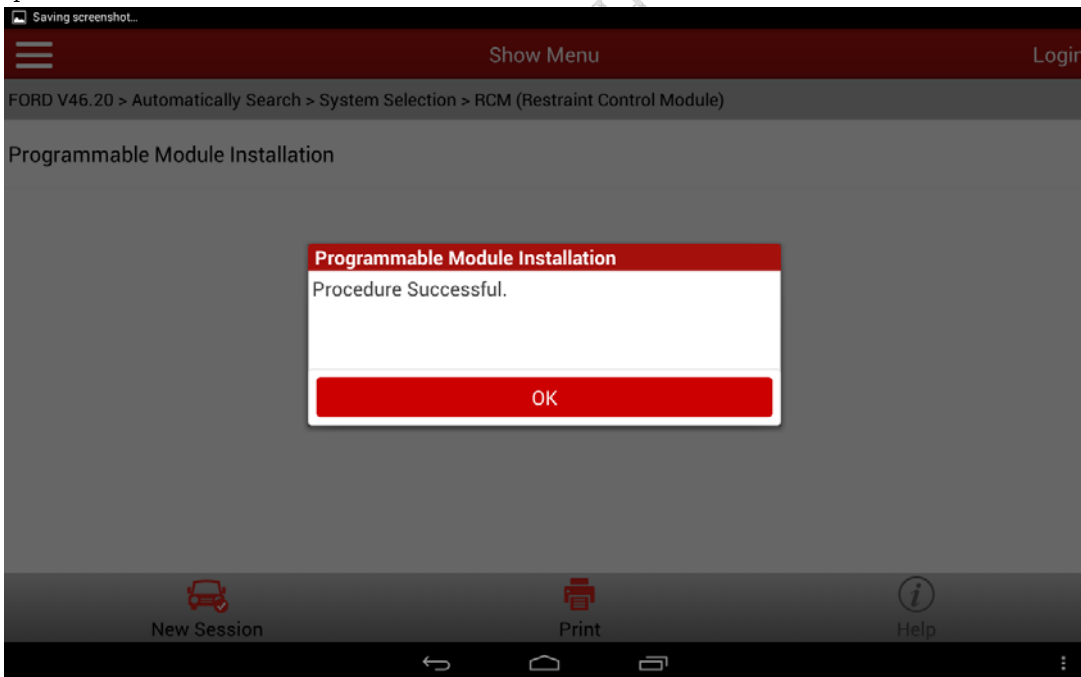 Saving screenshot...
Show Menu
Login
FORD V46.20 > Automatically Search > System Selection > RCM (Restraint Control Module)
Programmable Module Installation
Programmable Module Installation
Procedure Successful.
OK
New Session
Print
Help